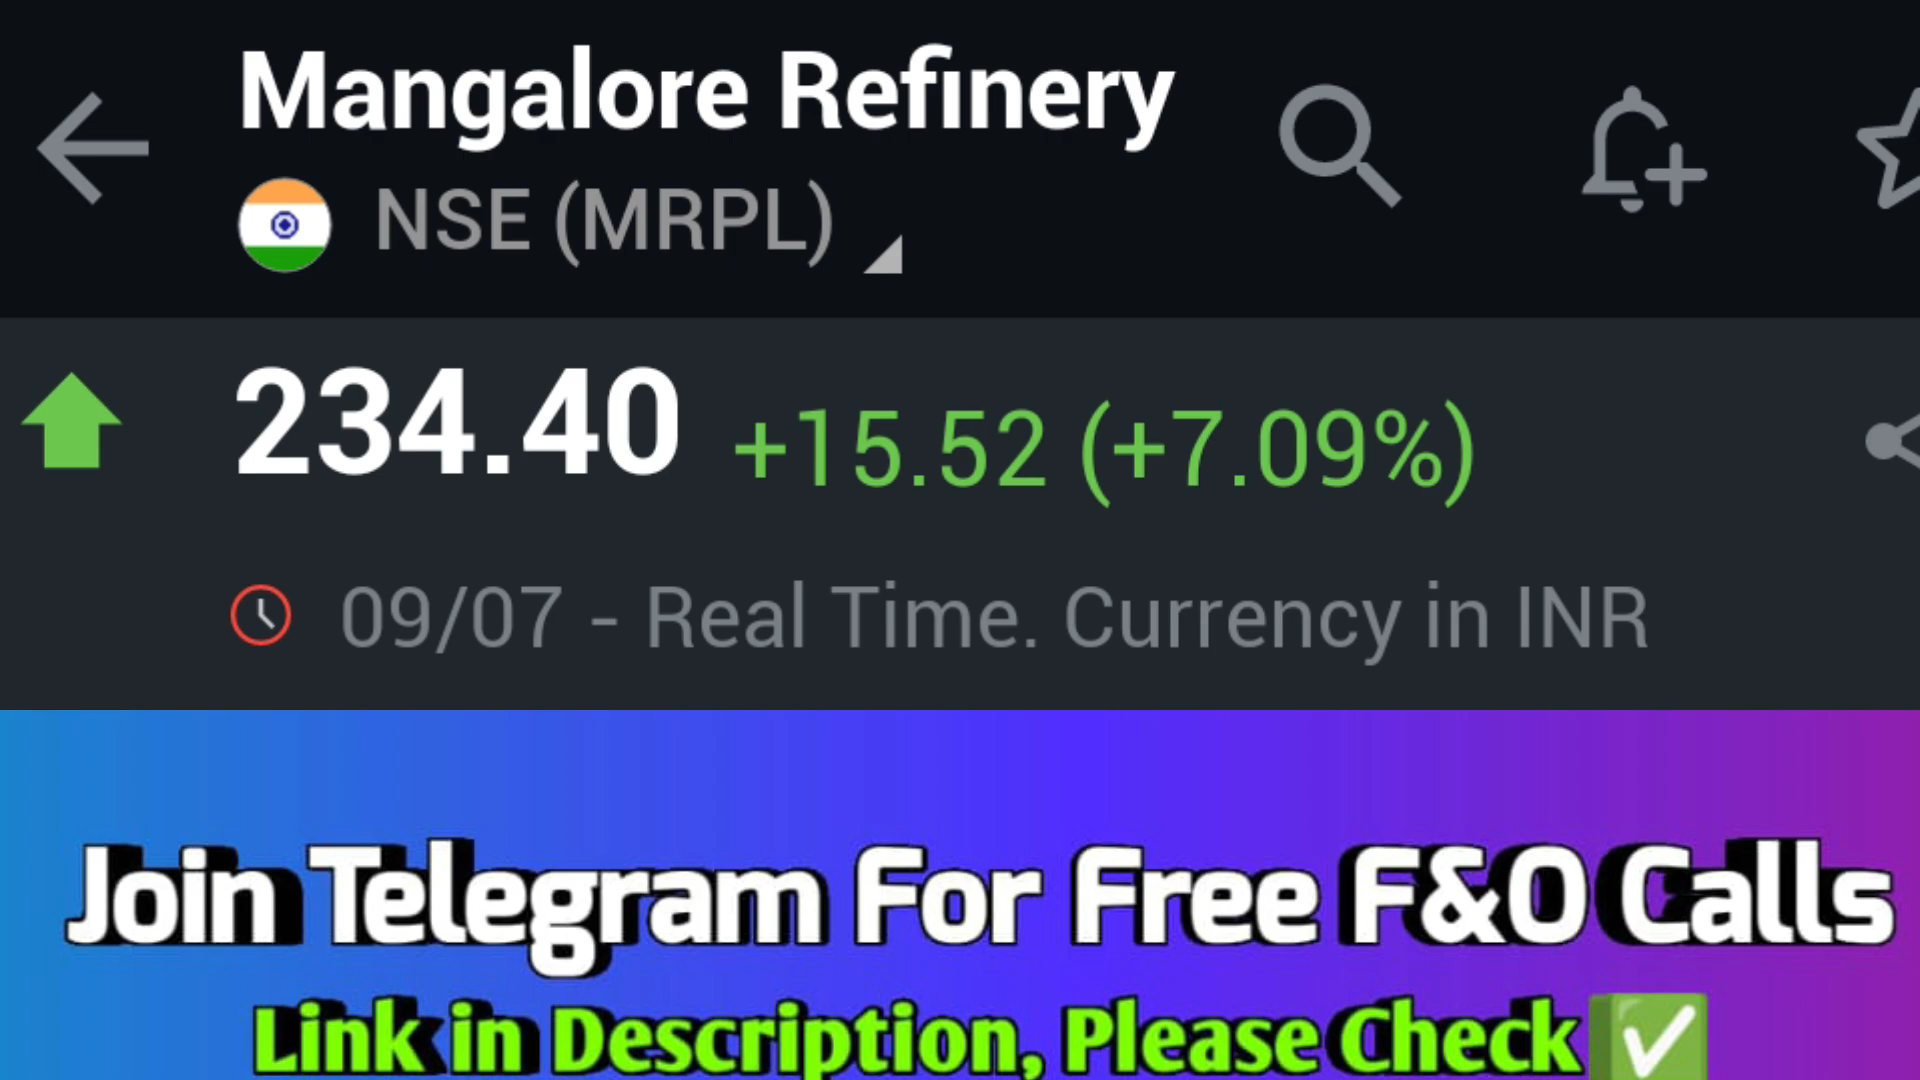 Mangalore Refinery
NSE (MRPL)
234.40 +15.52 (+7.09%)
09/07 - Real Time. Currency in INR
Join Telegram For Free F&O Calls
Link in Description, Please Check ✅